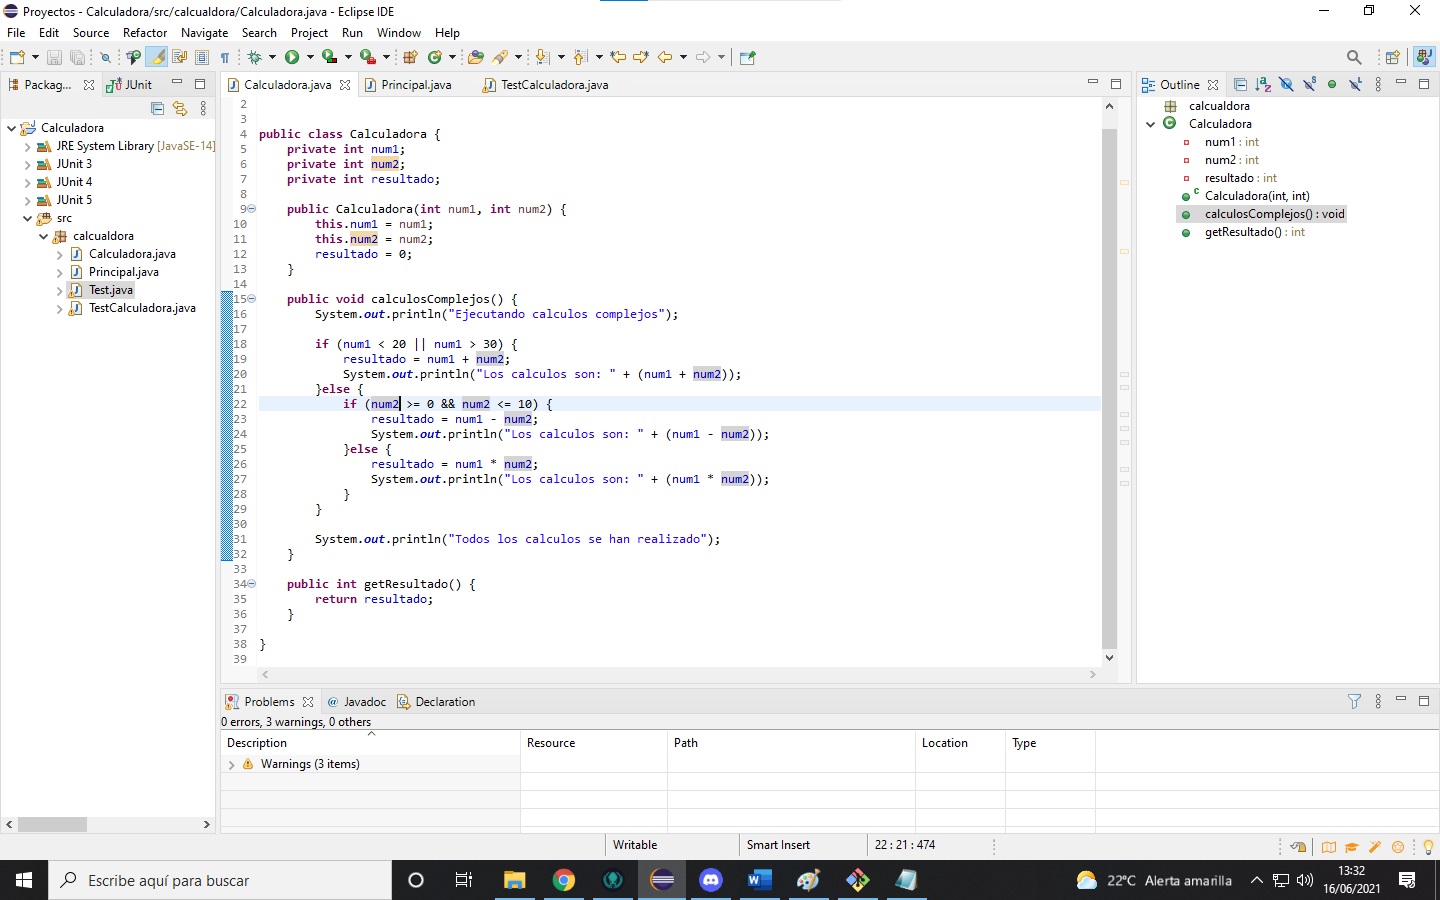 Proyectos - Calculadora/src/calcualdora/Calculadora.java - Eclipse IDE
File Edit Source Refactor Navigate Search Project Run Window Help
Packag... JUnit
Calculadora
JRE System Library [JavaSE-14]
JUnit 3
JUnit 4
JUnit 5
src
calcualdora
Calculadora.java
Principal.java
Test.java
TestCalculadora.java
Calculadora.java Principal.java TestCalculadora.java
2
3
4 public class Calculadora {
5 private int num1;
6 private int num2;
7 private int resultado;
8
9 public Calculadora(int num1, int num2) {
10 this.num1 = num1;
11 this.num2 = num2;
12 resultado = 0;
13 }
14
15 public void calculosComplejos() {
16 System.out.println("Ejecutando calculos complejos");
17
18 if (num1 < 20 || num1 > 30) {
19 resultado = num1 + num2;
20 System.out.println("Los calculos son: " + (num1 + num2));
21 }else {
22 if (num2 >= 0 && num2 <= 10) {
23 resultado = num1 - num2;
24 System.out.println("Los calculos son: " + (num1 - num2));
25 }else {
26 resultado = num1 * num2;
27 System.out.println("Los calculos son: " + (num1 * num2));
28 }
29 }
30
31 System.out.println("Todos los calculos se han realizado");
32 }
33
34 public int getResultado() {
35 return resultado;
36 }
37
38 }
39
Outline
calcualdora
Calculadora
num1 : int
num2 : int
resultado : int
Calculadora(int, int)
calculosComplejos() : void
getResultado() : int
Problems Javadoc Declaration
0 errors, 3 warnings, 0 others
Description Resource Path Location Type
Warnings (3 items)
Writable Smart Insert 22 : 21 : 474
Escribe aquí para buscar
22°C Alerta amarilla
13:32
16/06/2021